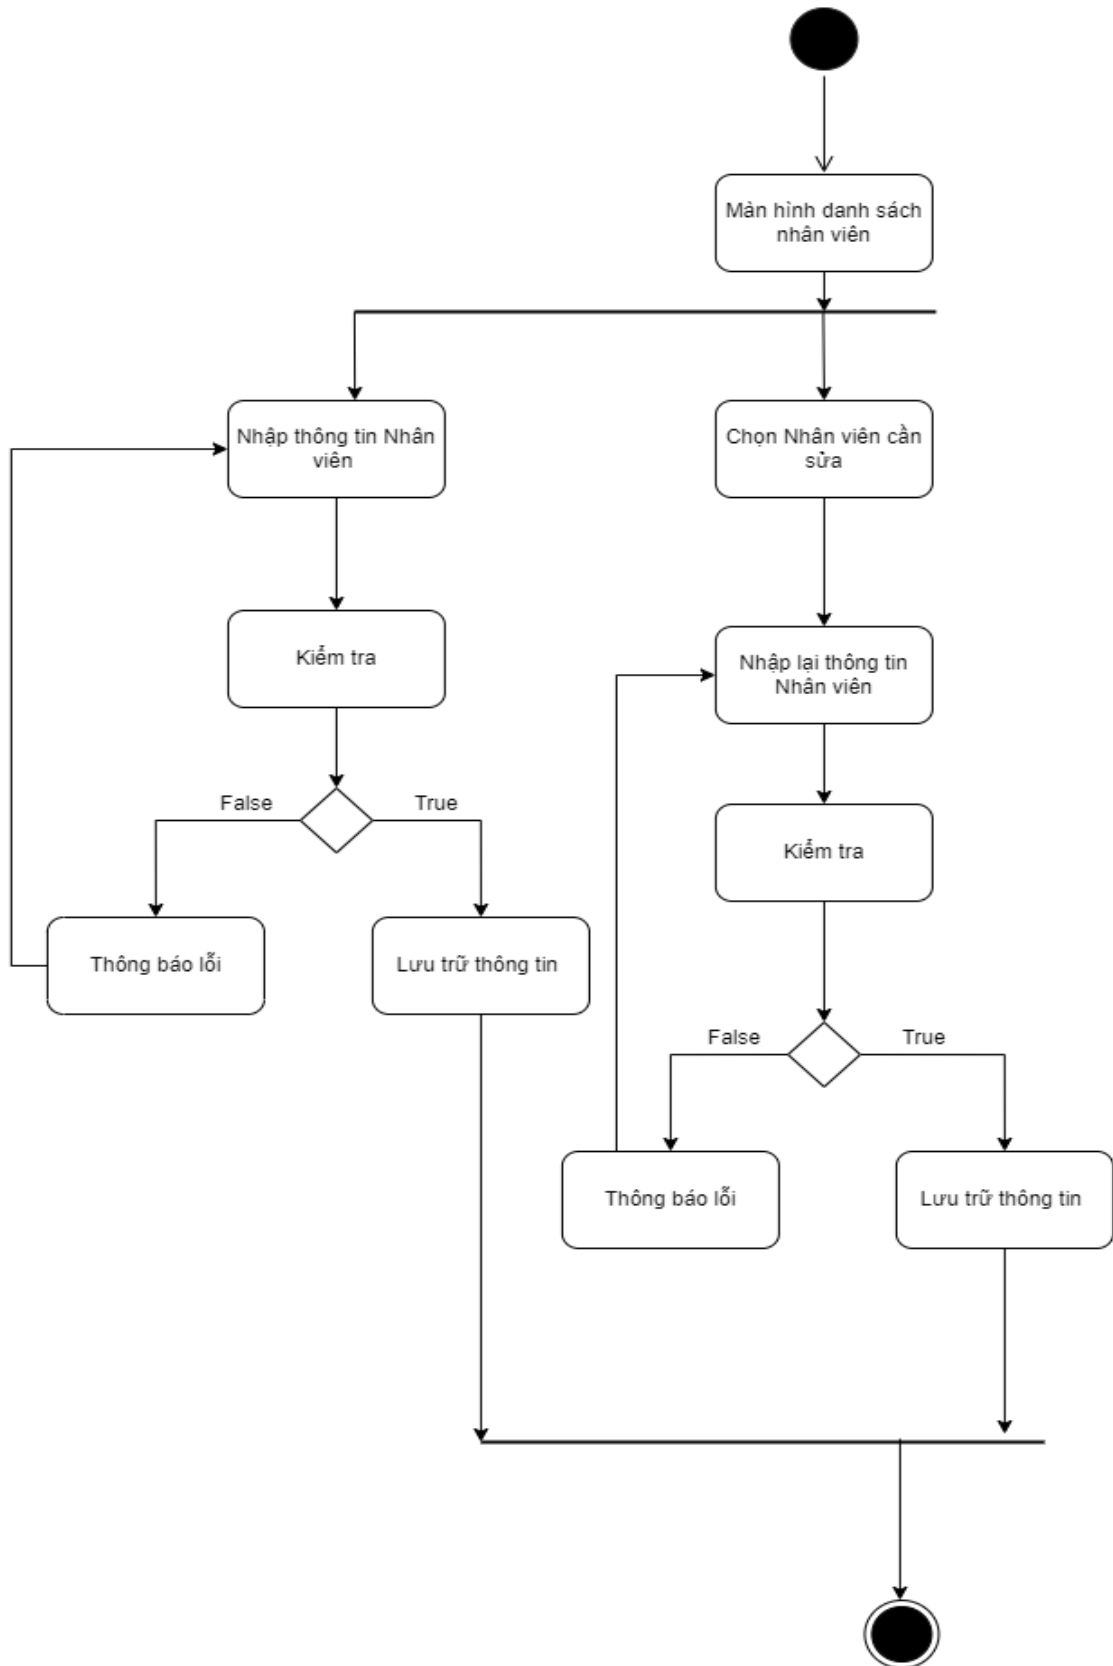 Màn hình danh sách
nhân viên
Nhập thông tin Nhân
viên
Chọn Nhân viên cần
sửa
Kiểm tra
Nhập lại thông tin
Nhân viên
False
True
Kiểm tra
Thông báo lỗi
Lưu trữ thông tin
False
True
Thông báo lỗi
Lưu trữ thông tin